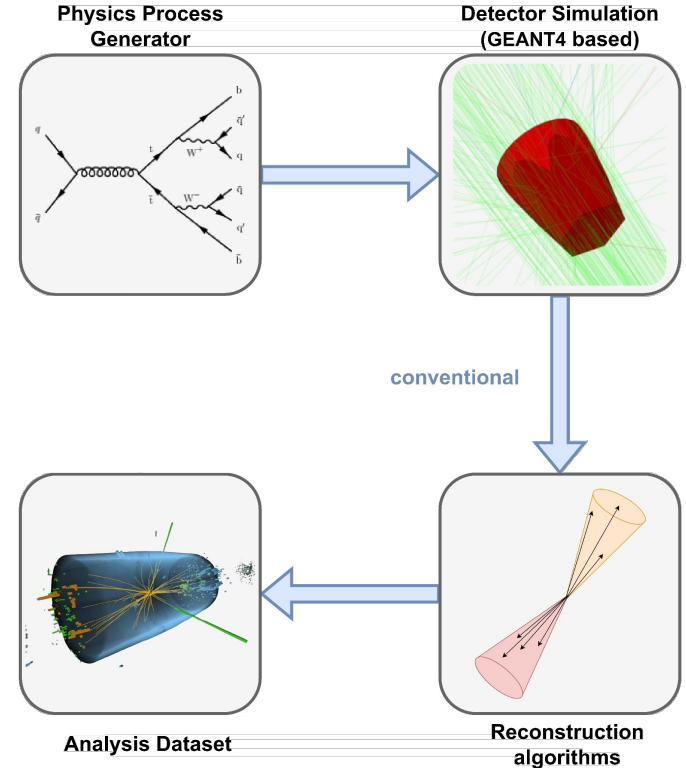 Physics Process
Generator
Detector Simulation
(GEANT4 based)
q
q̄
t
t̄
W⁺
W⁻
b
q̄'
q
q̄
q'
b̄
conventional
Analysis Dataset
Reconstruction
algorithms